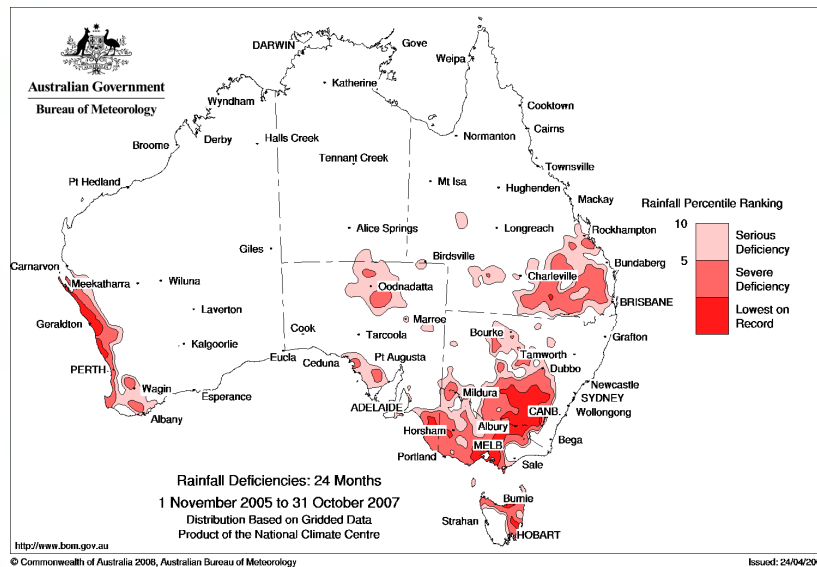 Australian Government
Bureau of Meteorology
DARWIN
Gove
Weipa
Katherine
Wyndham
Cooktown
Derby
Halls Creek
Cairns
Broome
Normanton
Tennant Creek
Townsville
Pt Hedland
Mt Isa
Hughenden
Mackay
Rainfall Percentile Ranking
10
Serious
Deficiency
5
Severe
Deficiency
Lowest on
Record
Alice Springs
Longreach
Rockhampton
Giles
Birdsville
Carnarvon
Meekatharra
Wiluna
Oodnadatta
Charleville
Bundaberg
BRISBANE
Laverton
Geraldton
Marree
Cook
Tarcoola
Bourke
Grafton
Kalgoorlie
Eucla
Ceduna
Pt Augusta
Tamworth
Dubbo
PERTH
Wagin
Esperance
Albany
ADELAIDE
Mildura
Newcastle
SYDNEY
CANB.
Wollongong
Horsham
Albury
MELB
Bega
Portland
Sale
Rainfall Deficiencies: 24 Months
1 November 2005 to 31 October 2007
Distribution Based on Gridded Data
Product of the National Climate Centre
Burnie
Strahan
HOBART
http://www.bom.gov.au
© Commonwealth of Australia 2008, Australian Bureau of Meteorology
Issued: